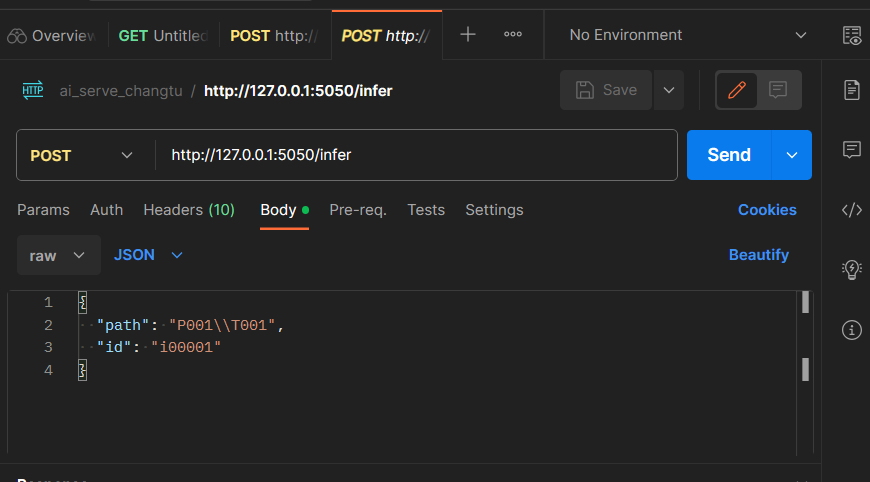 Overview GET Untitled POST http:// POST http:// + ••• No Environment
HTTP ai_serve_changtu / http://127.0.0.1:5050/infer Save
POST http://127.0.0.1:5050/infer Send
Params Auth Headers (10) Body Pre-req. Tests Settings Cookies
raw JSON Beautify
1 {
2 "path": "P001\\T001",
3 "id": "i00001"
4 }